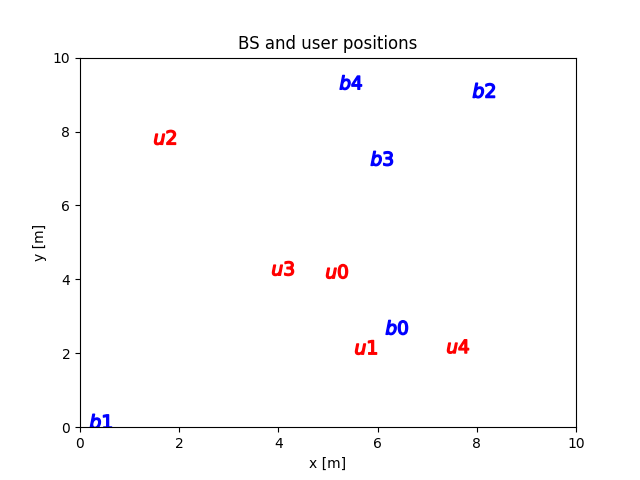 BS and user positions
10
b4
b2
8
u2
b3
6
y [m]
u3 u0
4
b0
u1 u4
2
b1
0
0 2 4 6 8 10
x [m]